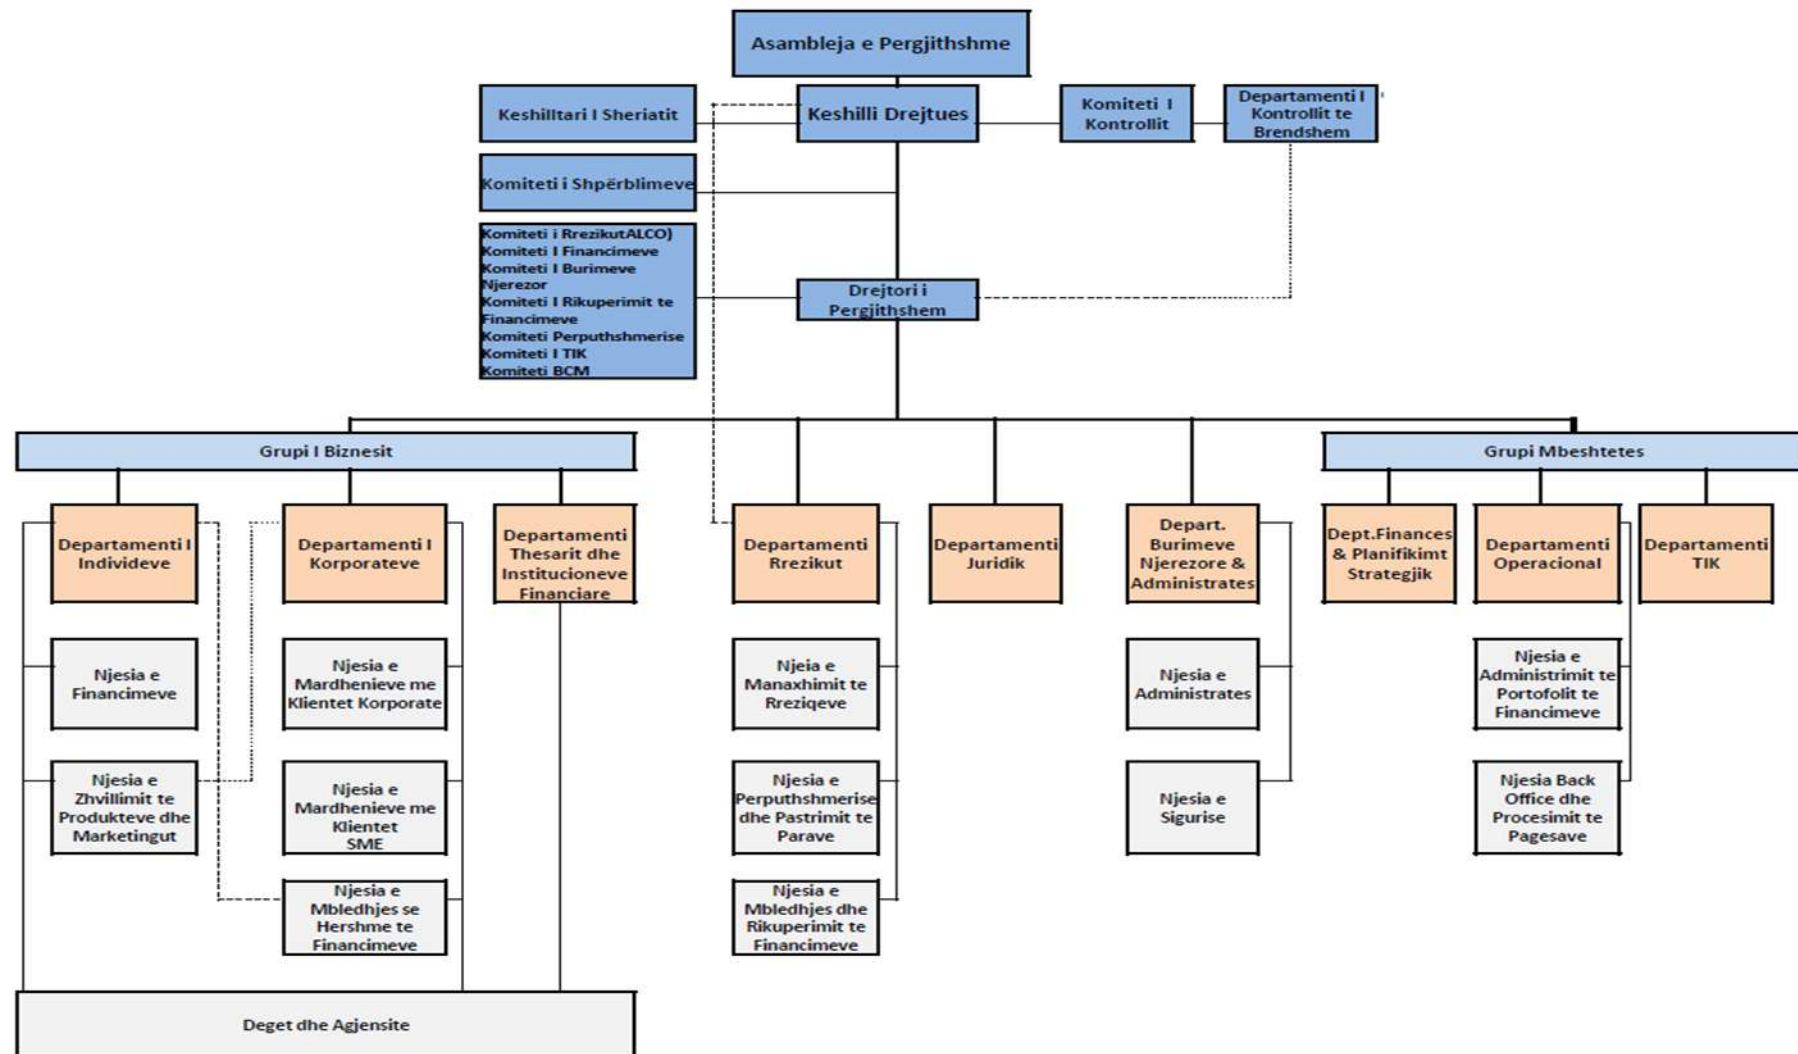 Asambleja e Pergjithshme
Keshilltari I Sheriatit
Keshilli Drejtues
Komiteti I
Kontrollit
Departamenti I
Kontrollit te
Brendshem
Komiteti i Shpërblimeve
Komiteti i RrezikutALCO)
Komiteti I Financimeve
Komiteti I Burimeve
Njerezor
Komiteti I Rikuperimit te
Financimeve
Komiteti Perputhshmerise
Komiteti I TIK
Komiteti BCM
Drejtori i
Pergjithshem
Grupi I Biznesit
Grupi Mbeshtetes
Departamenti I
Individeve
Departamenti I
Korporateve
Departamenti
Thesarit dhe
Institucioneve
Financiare
Departamenti
Rrezikut
Departamenti
Juridik
Depart.
Burimeve
Njerezore &
Administrates
Dept.Finances
& Planifikimt
Strategjik
Departamenti
Operacional
Departamenti
TIK
Njesia e
Financimeve
Njesia e
Mardhenieve me
Klientet Korporate
Njeia e
Manaxhimit te
Rreziqeve
Njesia e
Administrates
Njesia e
Administrimit te
Portofolit te
Financimeve
Njesia e
Zhvillimit te
Produkteve dhe
Marketingut
Njesia e
Mardhenieve me
Klientet
SME
Njesia e
Perputhshmerise
dhe Pastrimit te
Parave
Njesia e
Sigurise
Njesia Back
Office dhe
Procesimit te
Pagesave
Njesia e
Mbledhjes se
Hershme te
Financimeve
Njesia e
Mbledhjes dhe
Rikuperimit te
Financimeve
Deget dhe Agjensite